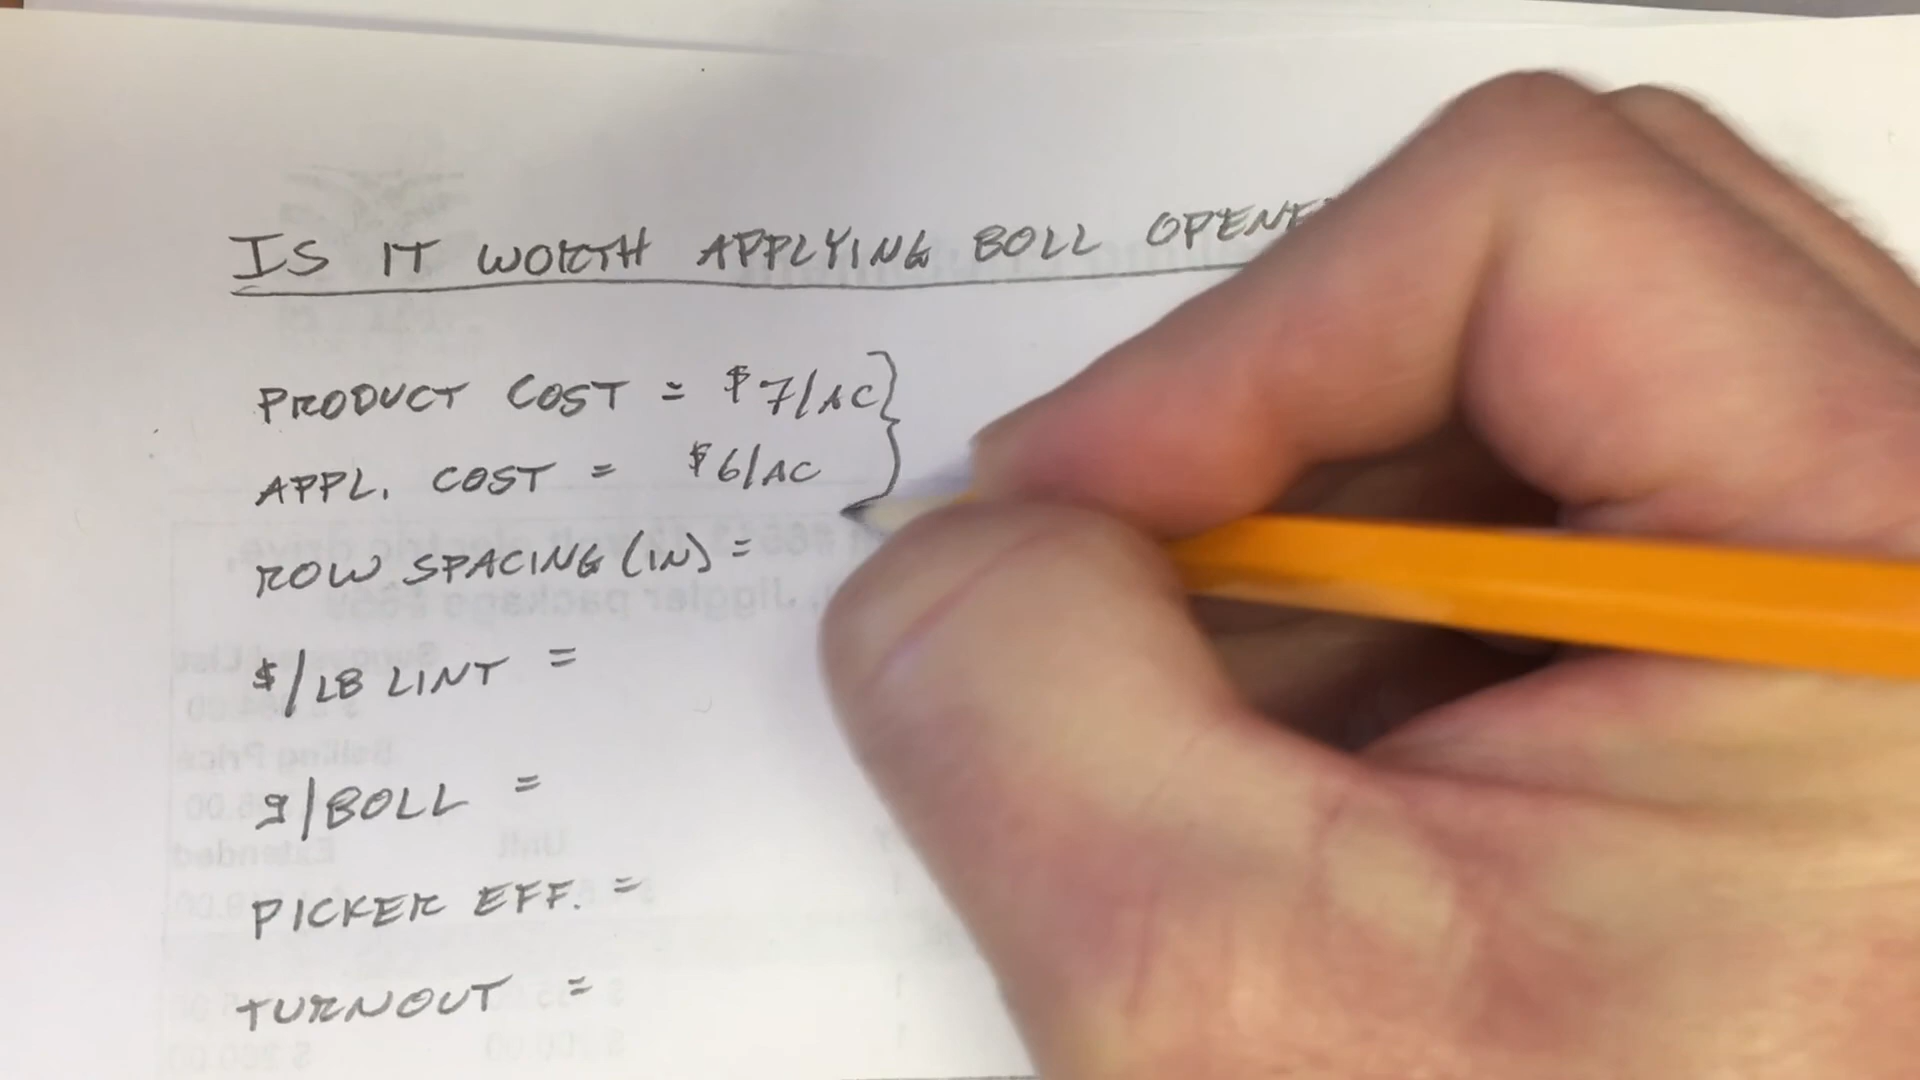 IS IT WORTH APPLYING BOLL
PRODUCT COST = $7/AC
APPL. COST = $6/AC
ROW SPACING (IN) =
$/LB LINT =
g/BOLL =
PICKER EFF. =
TURNOUT =